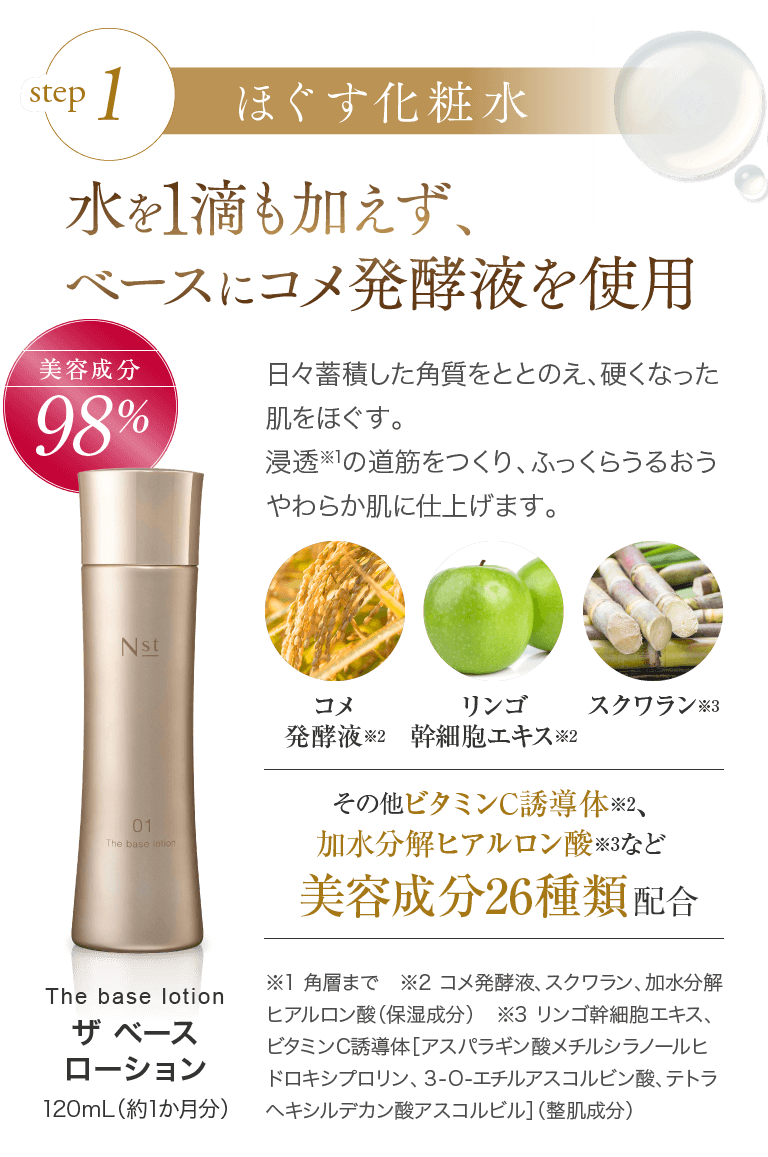 step 1
ほぐす化粧水
水を1滴も加えず、
ベースにコメ発酵液を使用
美容成分
98%
日々蓄積した角質をととのえ、硬くなった
肌をほぐす。
浸透※1の道筋をつくり、ふっくらうるおう
やわらか肌に仕上げます。
Nst
01
The base lotion
コメ
発酵液※2
リンゴ
幹細胞エキス※2
スクワラン※3
その他ビタミンC誘導体※2、
加水分解ヒアルロン酸※3など
美容成分26種類配合
The base lotion
ザ ベース
ローション
120mL（約1か月分）
※1 角層まで ※2 コメ発酵液、スクワラン、加水分解
ヒアルロン酸（保湿成分） ※3 リンゴ幹細胞エキス、
ビタミンC誘導体［アスパラギン酸メチルシラノールヒ
ドロキシプロリン、3-O-エチルアスコルビン酸、テトラ
ヘキシルデカン酸アスコルビル］（整肌成分）